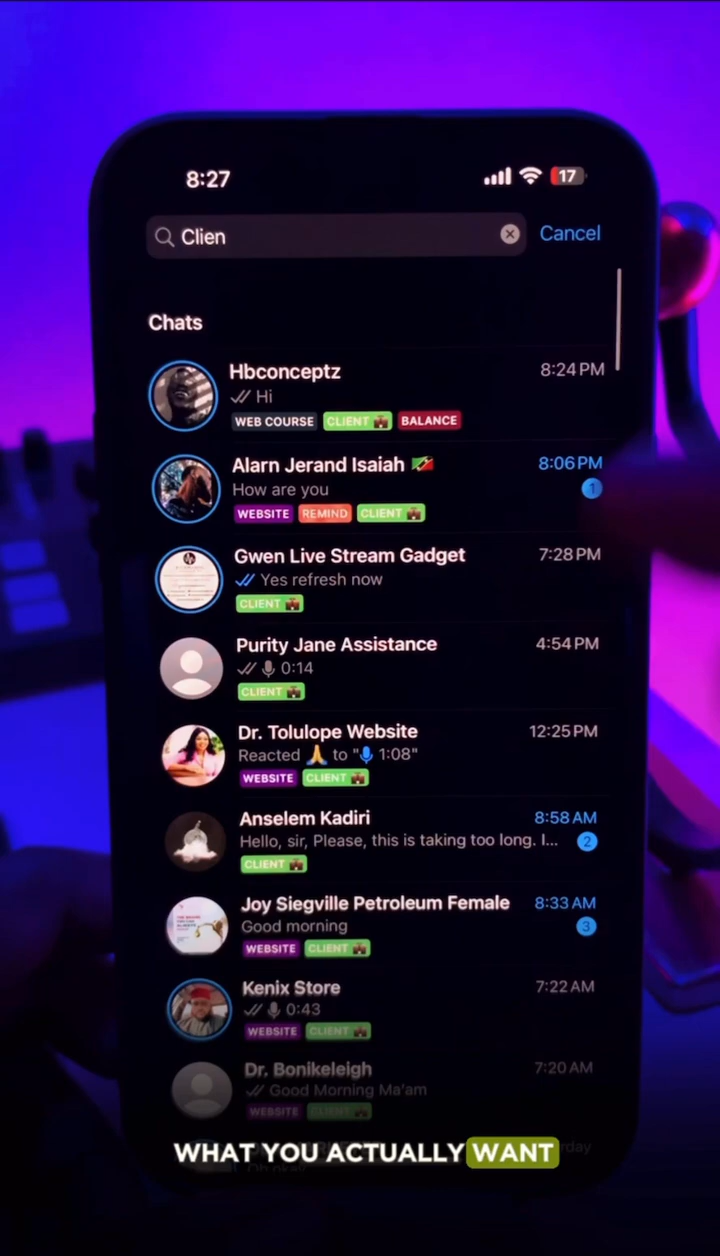 8:27
17
Clien
Cancel
Chats
Hbconceptz
8:24 PM
Hi
WEB COURSE CLIENT BALANCE
Alarn Jerand Isaiah
8:06 PM
How are you
1
WEBSITE REMIND CLIENT
Gwen Live Stream Gadget
7:28 PM
Yes refresh now
CLIENT
Purity Jane Assistance
4:54 PM
0:14
CLIENT
Dr. Tolulope Website
12:25 PM
Reacted 🙏 to "🎙 1:08"
WEBSITE CLIENT
Anselem Kadiri
8:58 AM
Hello, sir, Please, this is taking too long. I...
2
CLIENT
Joy Siegville Petroleum Female
8:33 AM
Good morning
3
WEBSITE CLIENT
Kenix Store
7:22 AM
0:43
WEBSITE CLIENT
Dr. Bonikeleigh
7:20 AM
Good Morning Ma'am
WEBSITE CLIENT
WHAT YOU ACTUALLY WANT